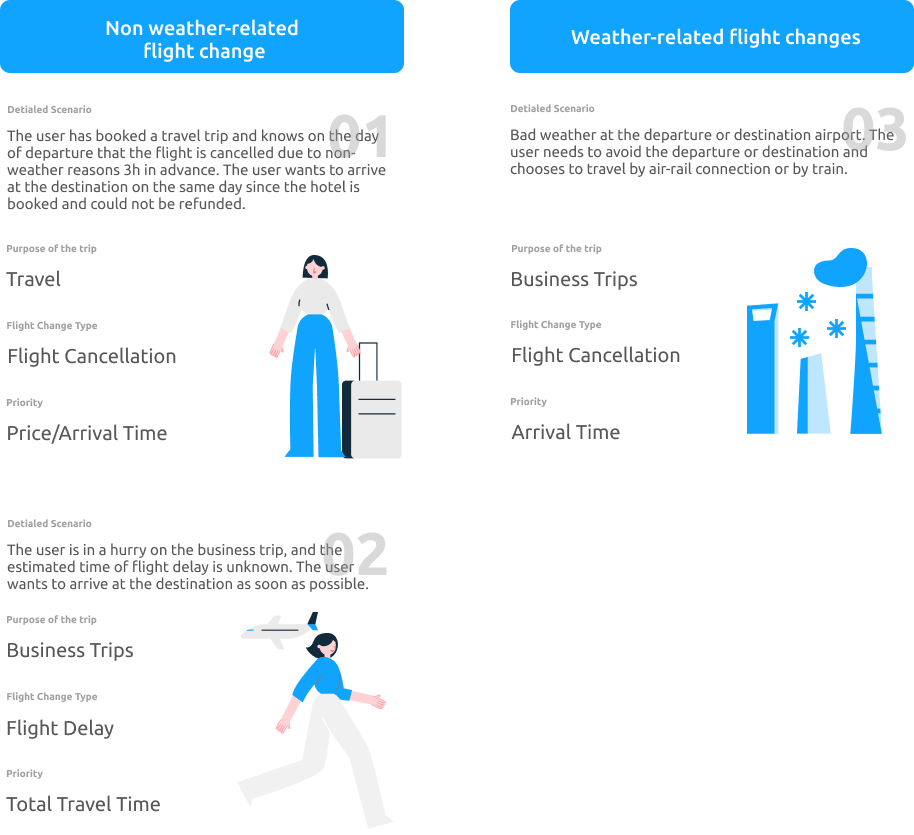 Non weather-related
flight change
Detialed Scenario
01
The user has booked a travel trip and knows on the day
of departure that the flight is cancelled due to non-
weather reasons 3h in advance. The user wants to arrive
at the destination on the same day since the hotel is
booked and could not be refunded.
Purpose of the trip
Travel
Flight Change Type
Flight Cancellation
Priority
Price/Arrival Time
Detialed Scenario
02
The user is in a hurry on the business trip, and the
estimated time of flight delay is unknown. The user
wants to arrive at the destination as soon as possible.
Purpose of the trip
Business Trips
Flight Change Type
Flight Delay
Priority
Total Travel Time
Weather-related flight changes
Detialed Scenario
03
Bad weather at the departure or destination airport. The
user needs to avoid the departure or destination and
chooses to travel by air-rail connection or by train.
Purpose of the trip
Business Trips
Flight Change Type
Flight Cancellation
Priority
Arrival Time